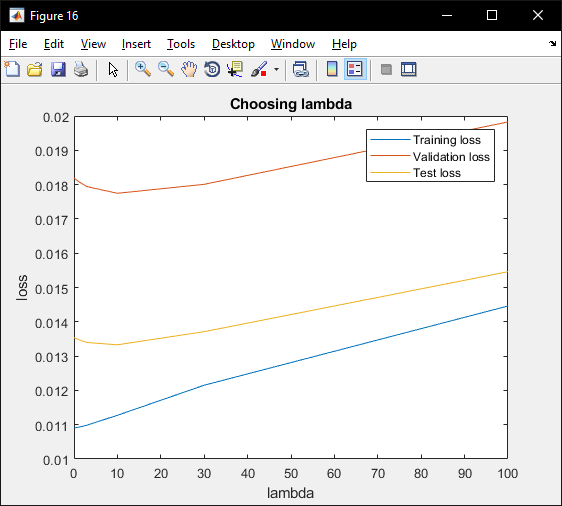 Figure 16
File Edit View Insert Tools Desktop Window Help
Choosing lambda
0.02
0.019
0.018
0.017
0.016
0.015
0.014
0.013
0.012
0.011
0.01
loss
Training loss
Validation loss
Test loss
0 10 20 30 40 50 60 70 80 90 100
lambda